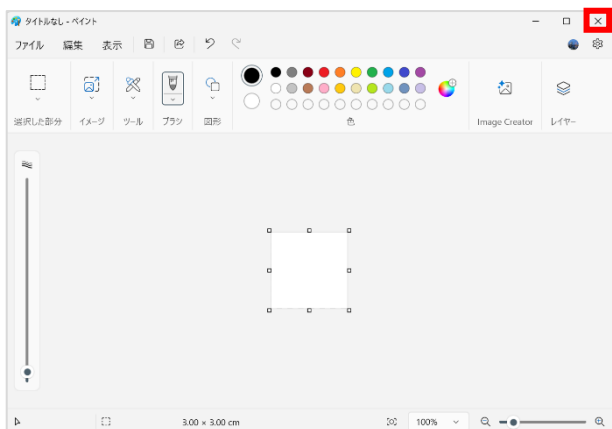 タイトルなし - ペイント
ファイル 編集 表示
選択した部分 イメージ ツール ブラシ 図形 色 Image Creator レイヤー
3.00 × 3.00 cm 100%